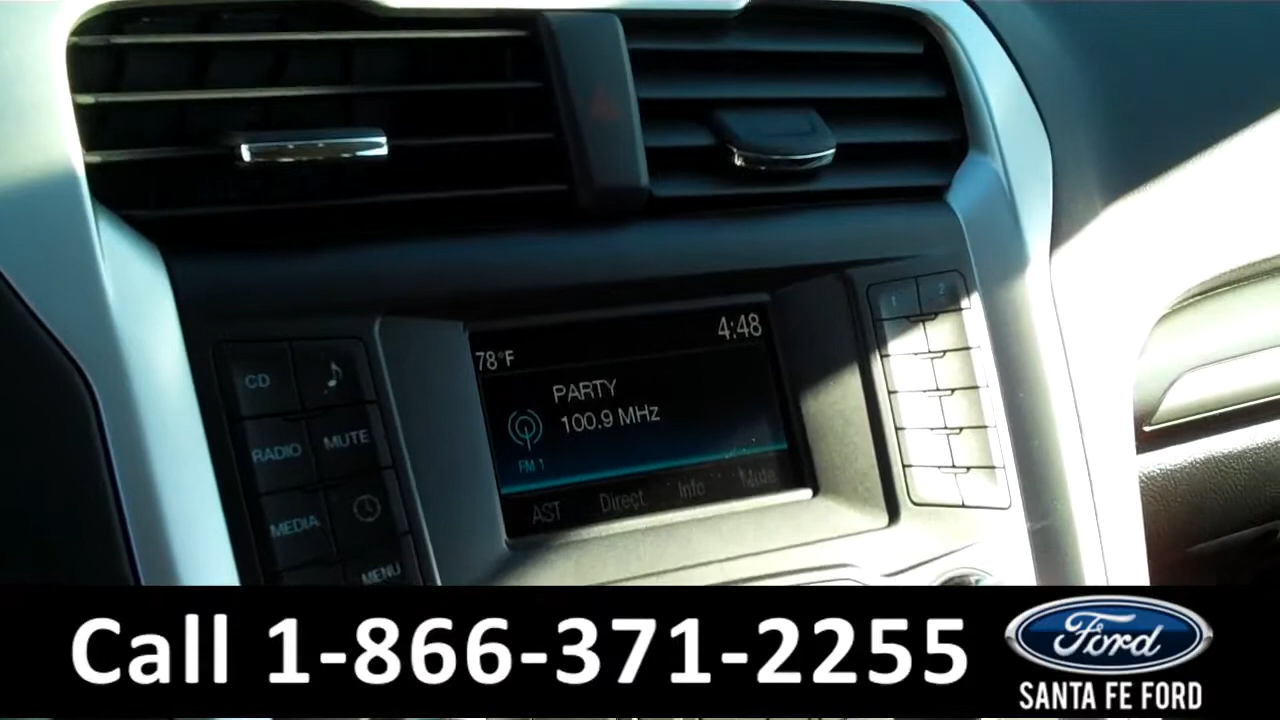 1 2
4:48
78°F
PARTY
100.9 MHz
FM 1
AST Direct Info Mute
CD
RADIO MUTE
MEDIA
MENU
Call 1-866-371-2255
Ford
SANTA FE FORD